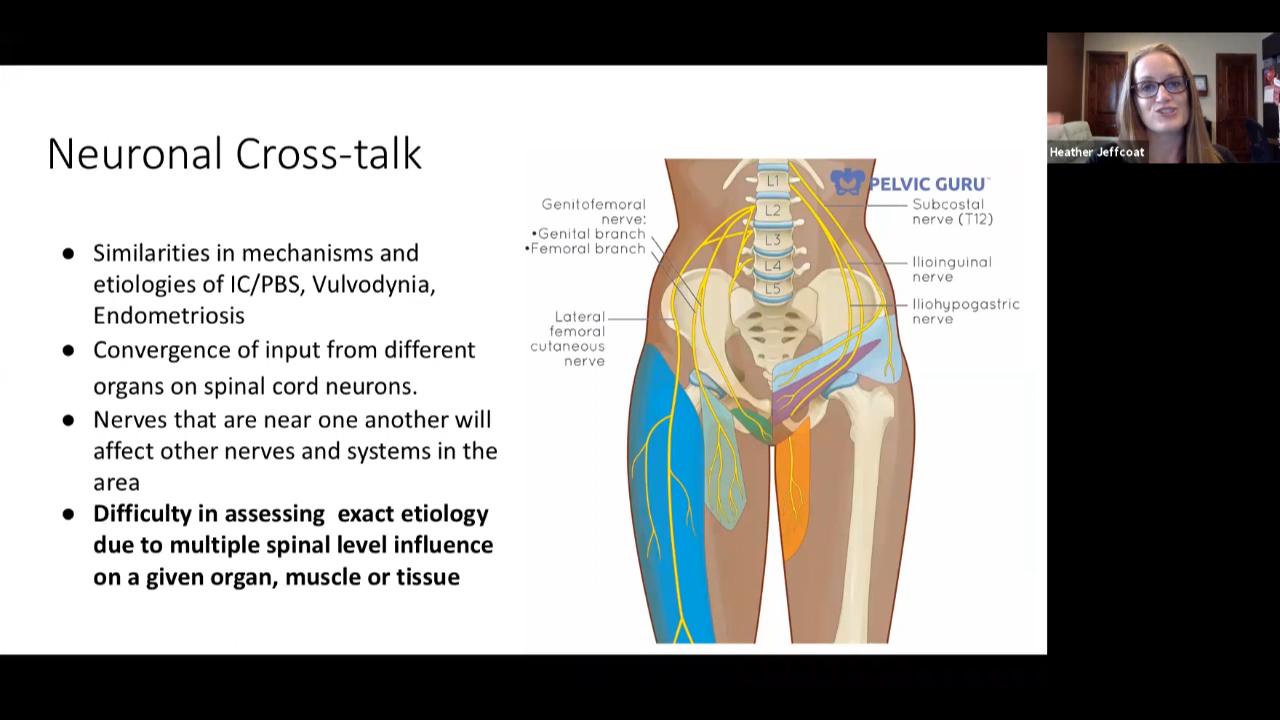 Neuronal Cross-talk
● Similarities in mechanisms and
etiologies of IC/PBS, Vulvodynia,
Endometriosis
● Convergence of input from different
organs on spinal cord neurons.
● Nerves that are near one another will
affect other nerves and systems in the
area
● Difficulty in assessing  exact etiology
due to multiple spinal level influence
on a given organ, muscle or tissue
Genitofemoral
nerve:
•Genital branch
•Femoral branch
Lateral
femoral
cutaneous
nerve
L1
L2
L3
L4
L5
PELVIC GURU™
Subcostal
nerve (T12)
Ilioinguinal
nerve
Iliohypogastric
nerve
Heather Jeffcoat